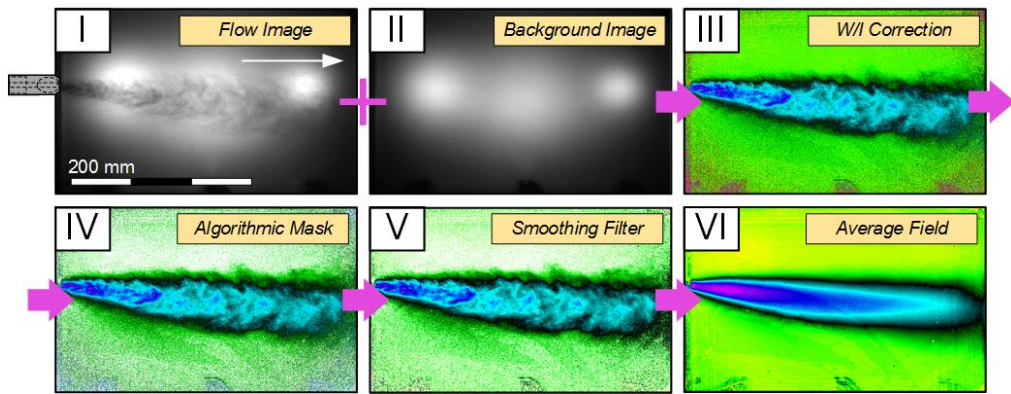 I
Flow Image
200 mm
II
Background Image
III
W/I Correction
IV
Algorithmic Mask
V
Smoothing Filter
VI
Average Field